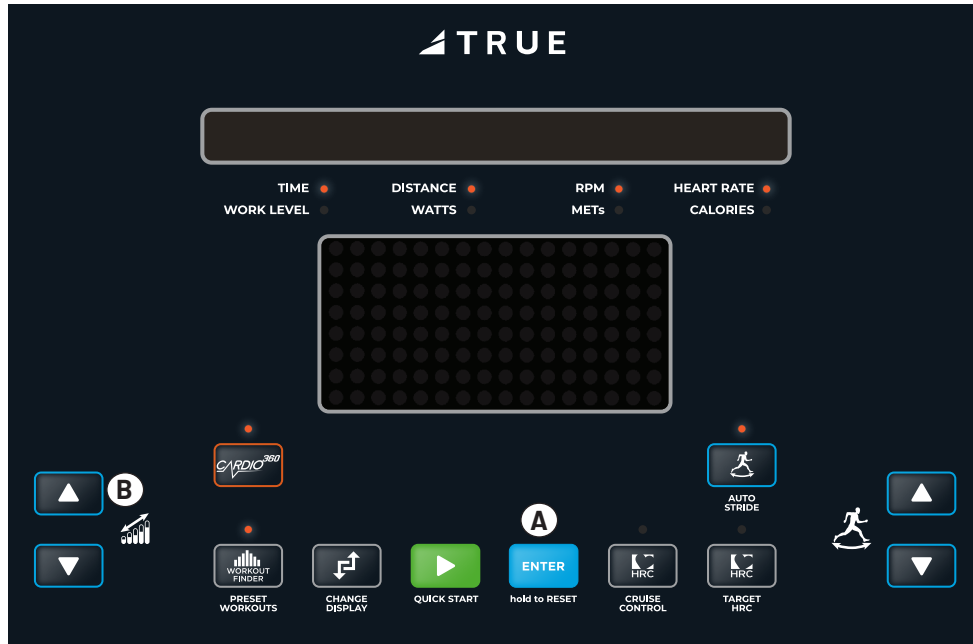 TRUE
TIME
DISTANCE
RPM
HEART RATE
WORK LEVEL
WATTS
METs
CALORIES
CARDIO 360
AUTO
STRIDE
B
A
WORKOUT
FINDER
ENTER
HRC
HRC
PRESET
WORKOUTS
CHANGE
DISPLAY
QUICK START
hold to RESET
CRUISE
CONTROL
TARGET
HRC